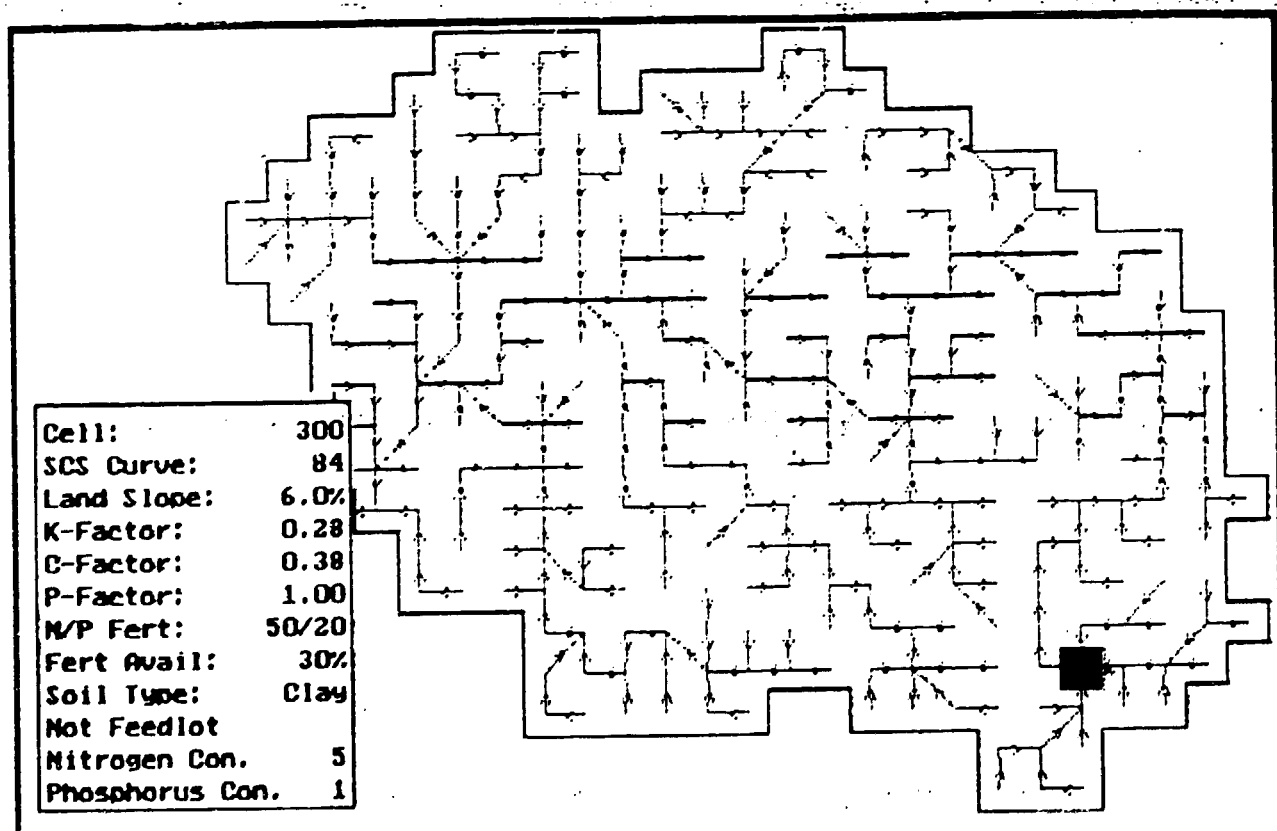 Cell: 300
SCS Curve: 84
Land Slope: 6.0%
K-Factor: 0.28
C-Factor: 0.38
P-Factor: 1.00
N/P Fert: 50/20
Fert Avail: 30%
Soil Type: Clay
Not Feedlot
Nitrogen Con. 5
Phosphorus Con. 1